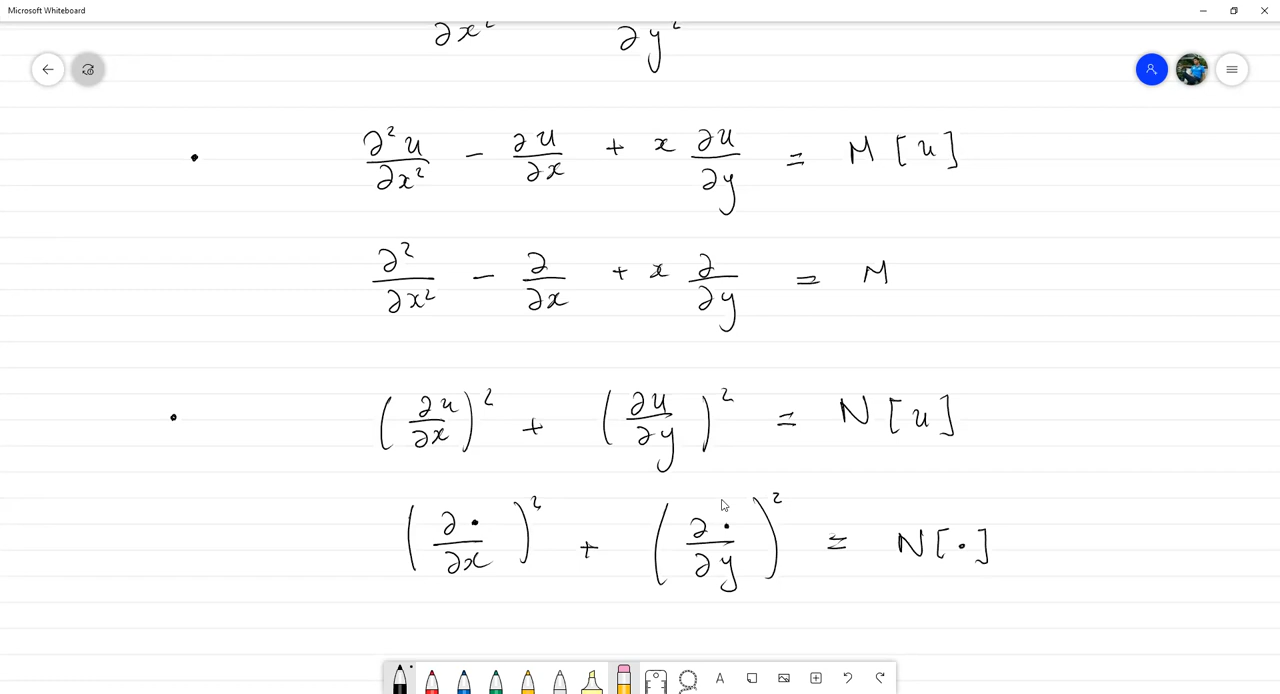 Microsoft Whiteboard
∂x² ∂y²
• ∂²u/∂x² − ∂u/∂x + x ∂u/∂y = M[u]
∂²/∂x² − ∂/∂x + x ∂/∂y = M
• (∂u/∂x)² + (∂u/∂y)² = N[u]
(∂•/∂x)² + (∂•/∂y)² = N[•]
A